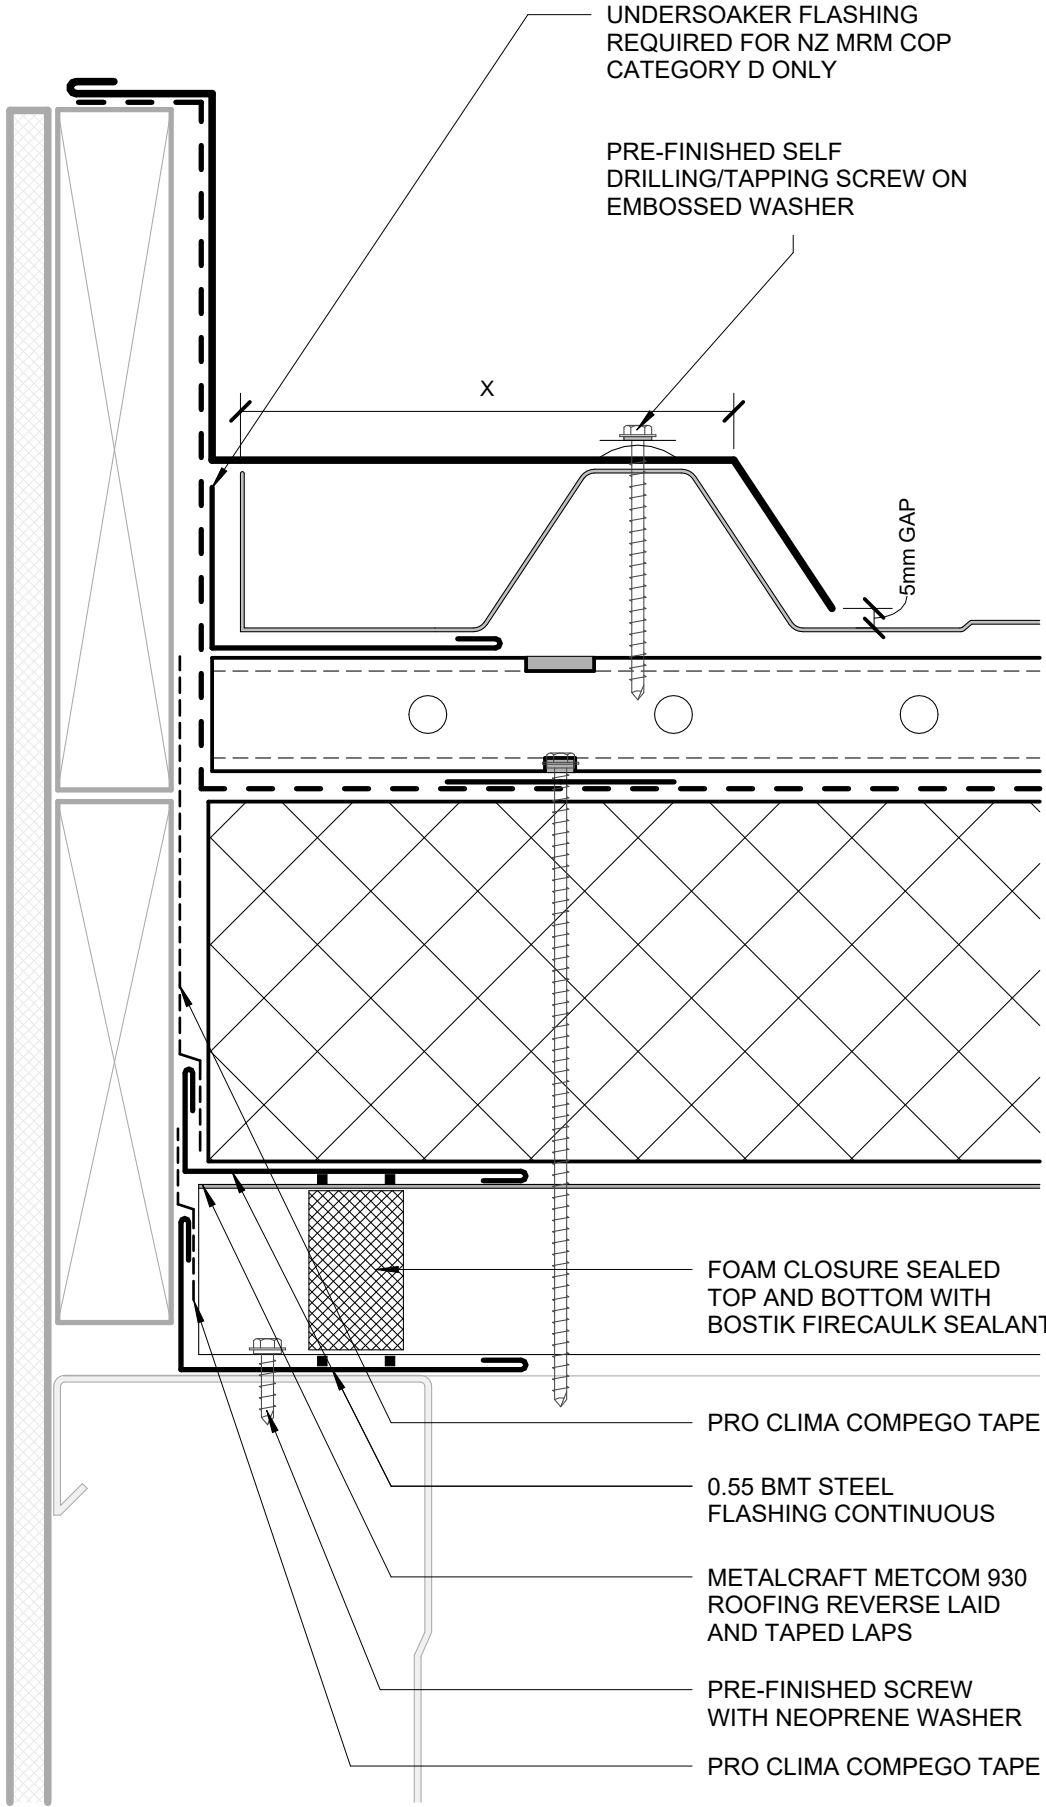 UNDERSOAKER FLASHING
REQUIRED FOR NZ MRM COP
CATEGORY D ONLY
PRE-FINISHED SELF
DRILLING/TAPPING SCREW ON
EMBOSSED WASHER
X
5mm GAP
FOAM CLOSURE SEALED
TOP AND BOTTOM WITH
BOSTIK FIRECAULK SEALANT
PRO CLIMA COMPEGO TAPE
0.55 BMT STEEL
FLASHING CONTINUOUS
METALCRAFT METCOM 930
ROOFING REVERSE LAID
AND TAPED LAPS
PRE-FINISHED SCREW
WITH NEOPRENE WASHER
PRO CLIMA COMPEGO TAPE